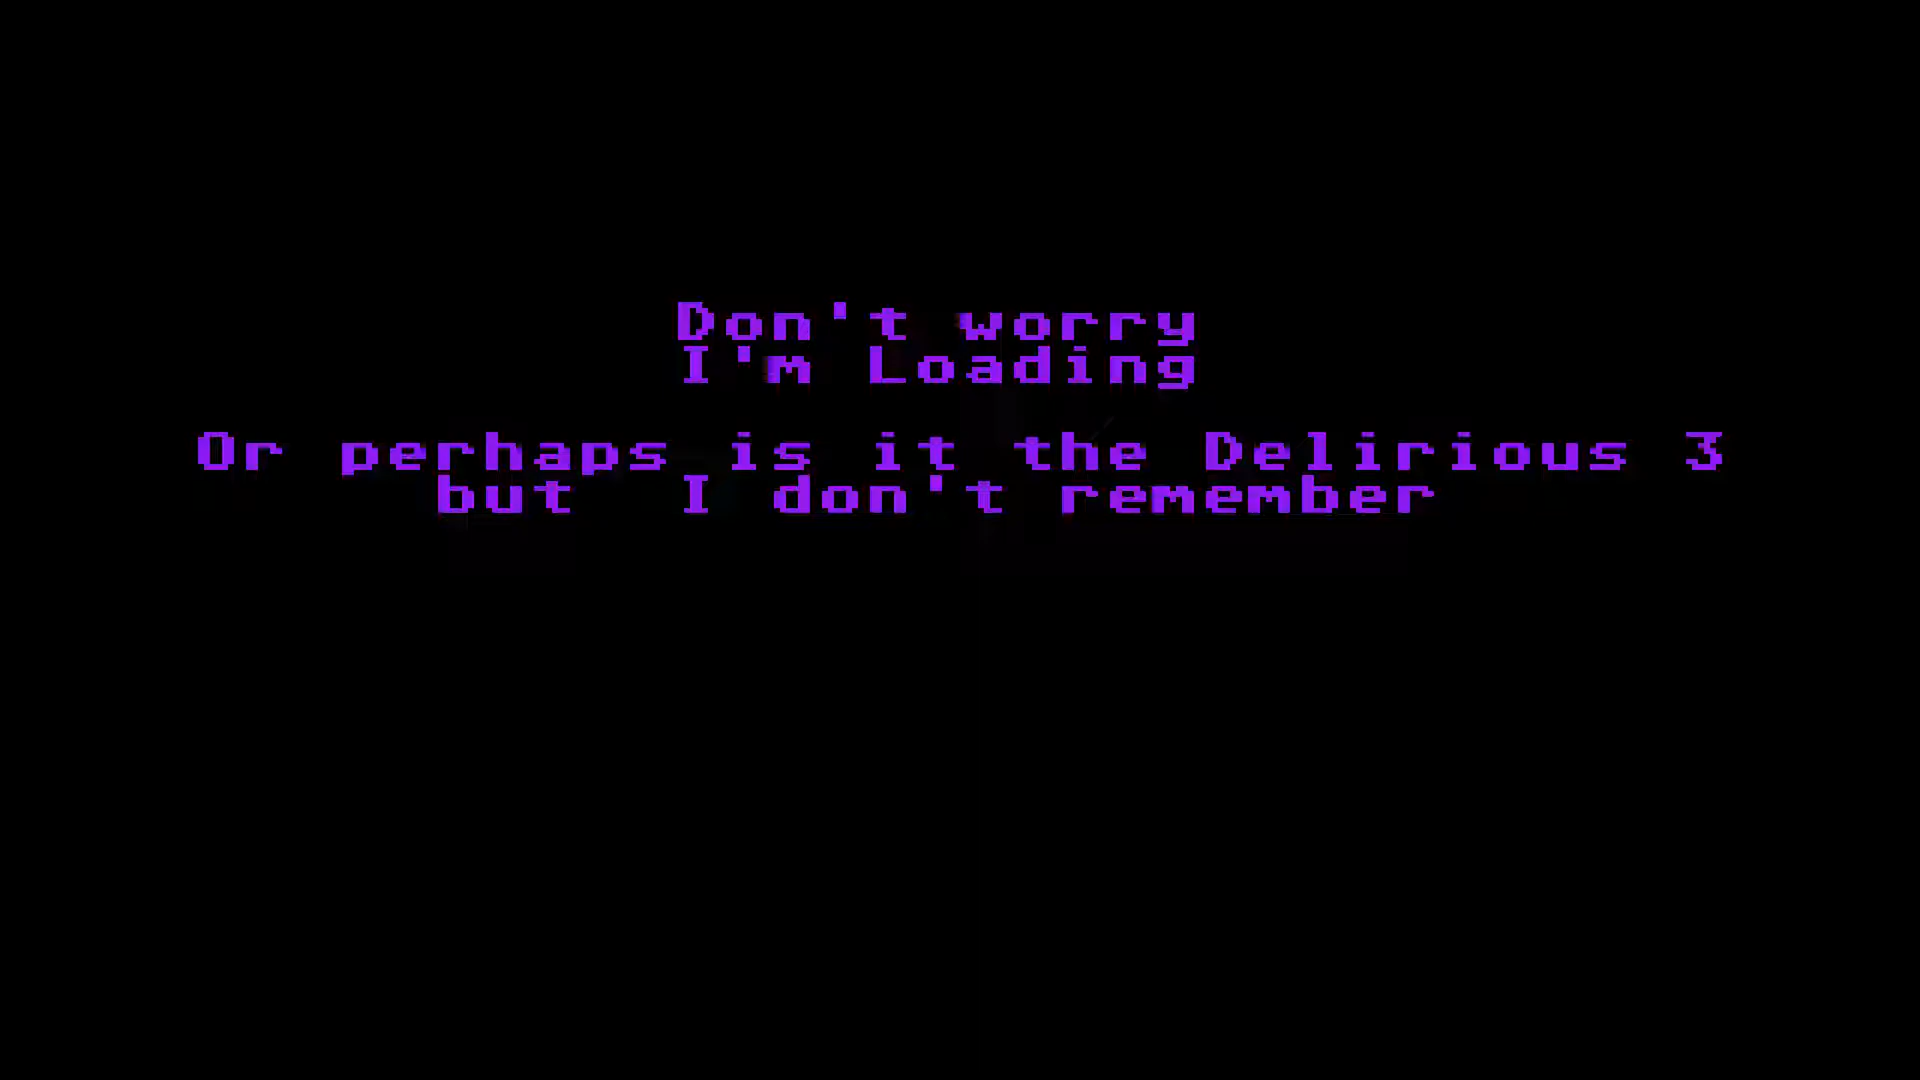 Don't worry
I'm Loading
Or perhaps is it the Delirious 3
but I don't remember